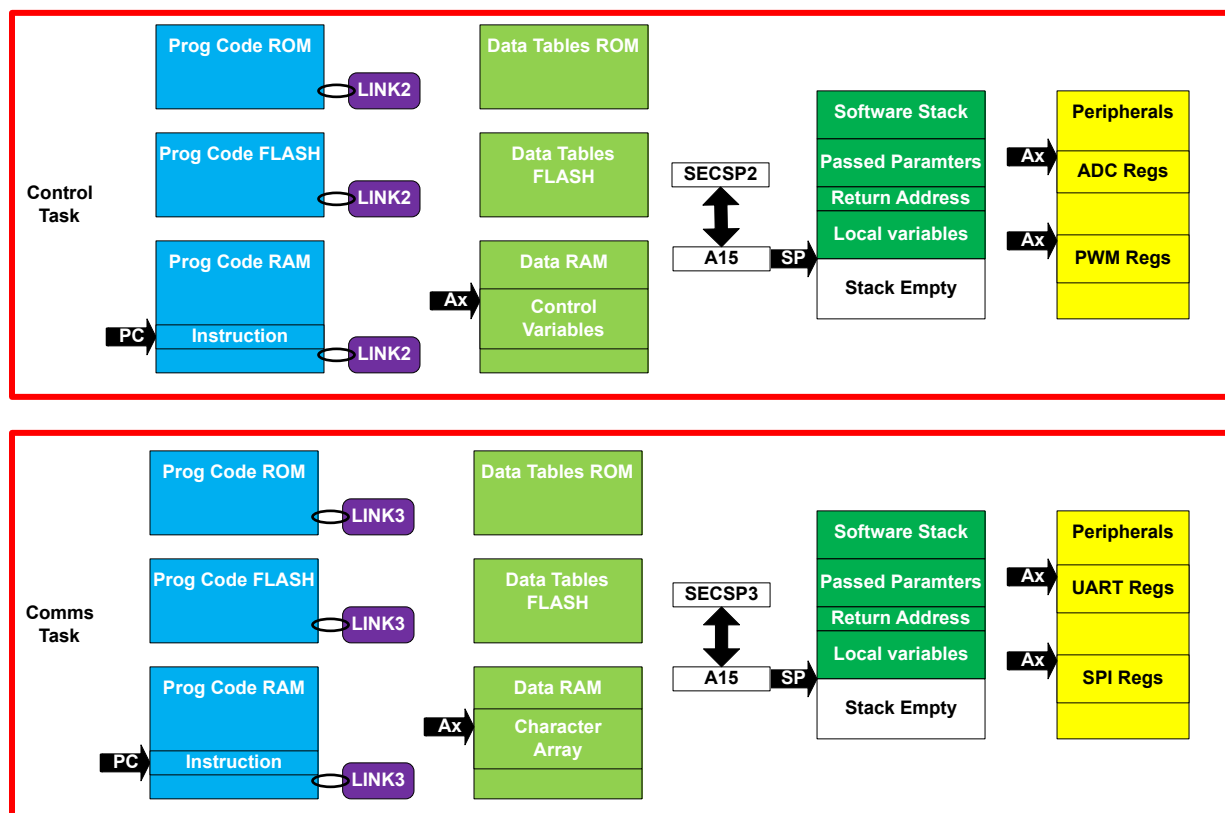 Control
Task
Prog Code ROM
LINK2
Prog Code FLASH
LINK2
Prog Code RAM
PC
Instruction
LINK2
Data Tables ROM
Data Tables
FLASH
Data RAM
Ax
Control
Variables
SECSP2
A15
SP
Software Stack
Passed Paramters
Return Address
Local variables
Stack Empty
Peripherals
Ax
ADC Regs
Ax
PWM Regs
Comms
Task
Prog Code ROM
LINK3
Prog Code FLASH
LINK3
Prog Code RAM
PC
Instruction
LINK3
Data Tables ROM
Data Tables
FLASH
Data RAM
Ax
Character
Array
SECSP3
A15
SP
Software Stack
Passed Paramters
Return Address
Local variables
Stack Empty
Peripherals
Ax
UART Regs
Ax
SPI Regs